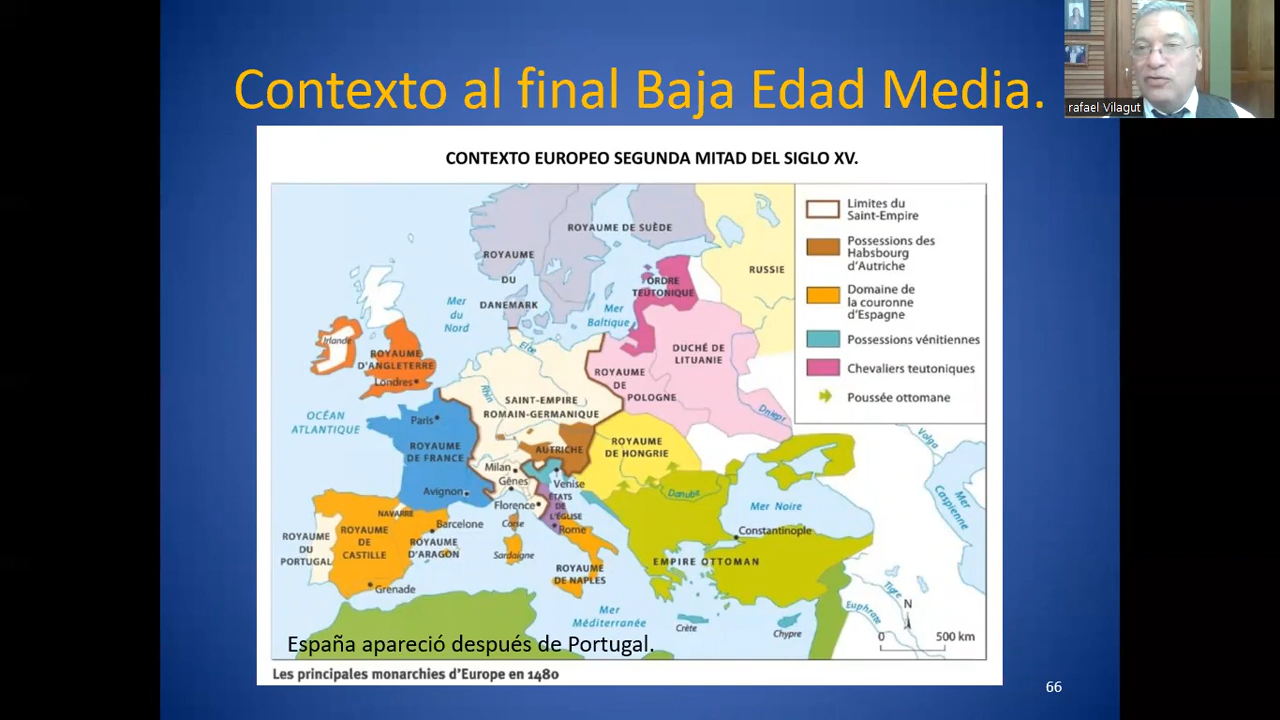 Contexto al final Baja Edad Media.
rafael Vilagut
CONTEXTO EUROPEO SEGUNDA MITAD DEL SIGLO XV.
Limites du
Saint-Empire
Possessions des
Habsbourg
d'Autriche
Domaine de
la couronne
d'Espagne
Possessions vénitiennes
Chevaliers teutoniques
Poussée ottomane
ROYAUME DE SUÈDE
ROYAUME
DU
DANEMARK
RUSSIE
ORDRE
TEUTONIQUE
Mer
du
Nord
Mer
Baltique
Irlande
ROYAUME
D'ANGLETERRE
Londres
DUCHÉ DE
LITUANIE
ROYAUME
DE
POLOGNE
Elbe
Rhin
SAINT-EMPIRE
ROMAIN-GERMANIQUE
Dniepr
OCÉAN
ATLANTIQUE
Paris
ROYAUME
DE FRANCE
AUTRICHE
ROYAUME
DE HONGRIE
Volga
Milan
Gênes
Venise
Avignon
Florence
ÉTATS
DE
L'ÉGLISE
Rome
Danube
Mer Noire
Mer
Caspienne
NAVARRE
Barcelone
Corse
ROYAUME
DU
PORTUGAL
ROYAUME
DE
CASTILLE
ROYAUME
D'ARAGON
Sardaigne
Constantinople
EMPIRE OTTOMAN
ROYAUME
DE NAPLES
Grenade
Mer
Méditerranée
Crète
Chypre
Tigre
Euphrate
N
0 500 km
España apareció después de Portugal.
Les principales monarchies d'Europe en 1480
66